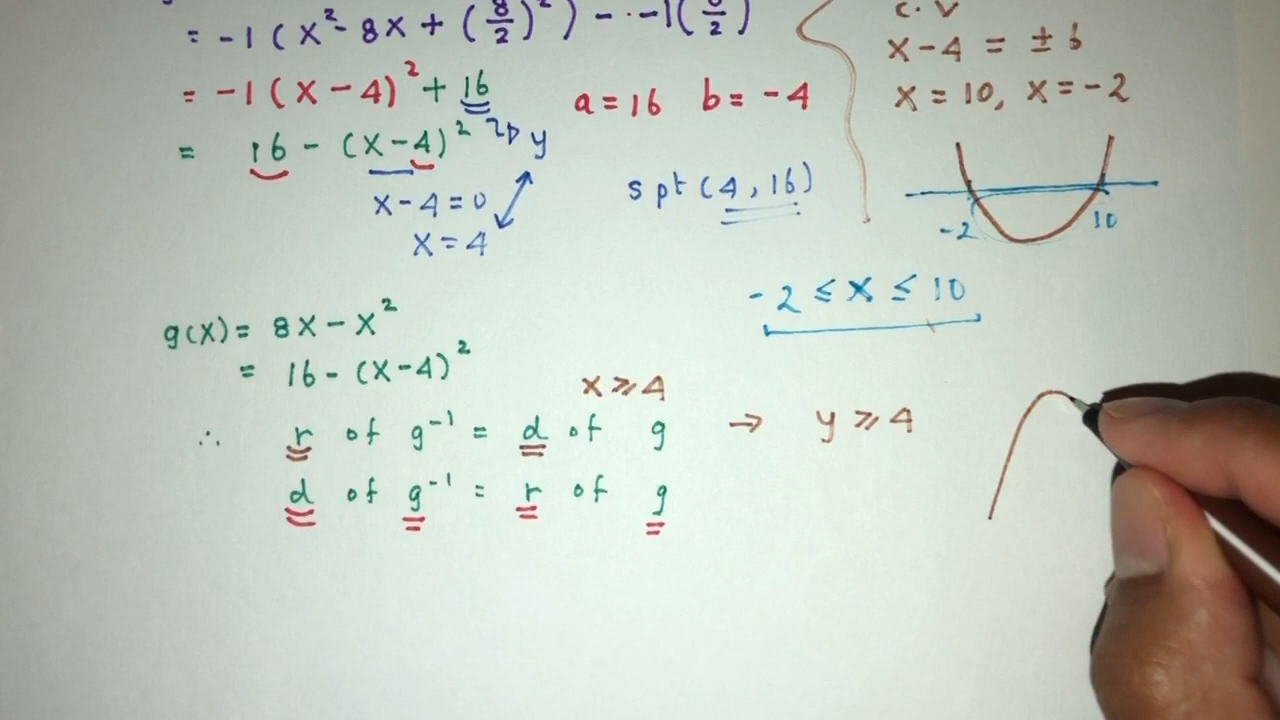 = -1 ( x² - 8x + (8/2)² ) - · -1( /2)
= -1 ( x - 4)² + 16
a = 16 b = -4
= 16 - (x - 4)²
y
x - 4 = 0
x = 4
s pt (4, 16)
C.V
x - 4 = ± 6
x = 10, x = -2
-2 10
-2 ≤ x ≤ 10
g(x) = 8x - x²
= 16 - (x - 4)²
x ⩾ 4
∴ r of g⁻¹ = d of g → y ⩾ 4
d of g⁻¹ = r of g